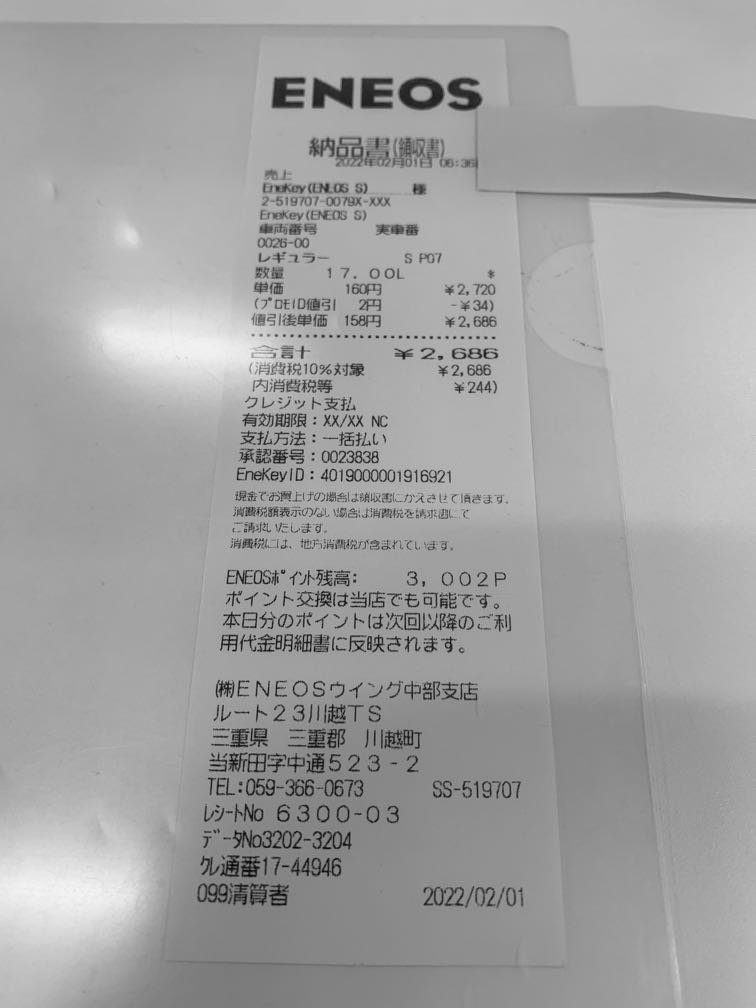 ENEOS
納品書(領収書)
2022年02月01日 06:36
売上
EneKey(ENEOS S) 様
2-519707-0079X-XXX
EneKey(ENEOS S)
車両番号 実車番
0026-00
レギュラー S P07
数量 17.00L *
単価 160円 ¥2,720
(プロモID値引 2円 -¥34)
値引後単価 158円 ¥2,686
合計 ¥2,686
(消費税10%対象 ¥2,686
内消費税等 ¥244)
クレジット支払
有効期限:XX/XX NC
支払方法:一括払い
承認番号:0023838
EneKeyID:4019000001916921
現金でお買上げの場合は領収書にかえさせて頂きます。
消費税額表示のない場合は消費税を請求書にて
ご請求いたします。
消費税には、地方消費税が含まれています。
ENEOSポイント残高: 3,002P
ポイント交換は当店でも可能です。
本日分のポイントは次回以降のご利
用代金明細書に反映されます。
㈱ENEOSウイング中部支店
ルート23川越TS
三重県 三重郡 川越町
当新田字中通523-2
TEL:059-366-0673 SS-519707
レシートNo 6300-03
データNo3202-3204
クレ通番17-44946
099清算者 2022/02/01